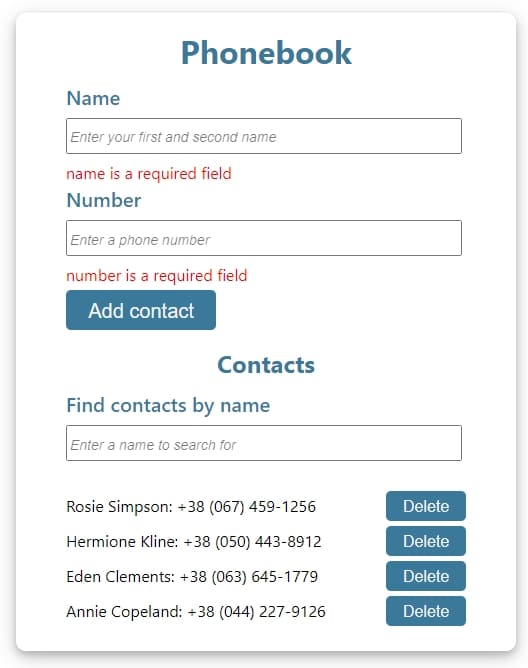 Phonebook
Name
Enter your first and second name
name is a required field
Number
Enter a phone number
number is a required field
Add contact
Contacts
Find contacts by name
Enter a name to search for
Rosie Simpson: +38 (067) 459-1256 Delete
Hermione Kline: +38 (050) 443-8912 Delete
Eden Clements: +38 (063) 645-1779 Delete
Annie Copeland: +38 (044) 227-9126 Delete